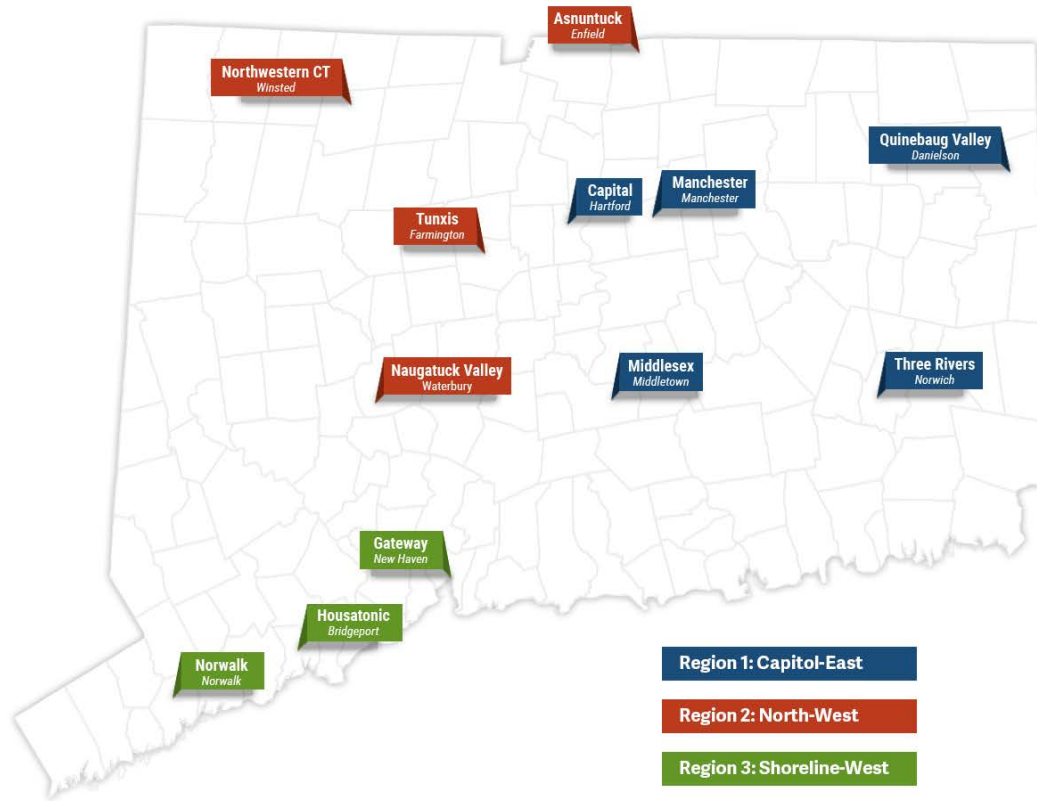 Asnuntuck
Enfield
Northwestern CT
Winsted
Quinebaug Valley
Danielson
Capital
Hartford
Manchester
Manchester
Tunxis
Farmington
Naugatuck Valley
Waterbury
Middlesex
Middletown
Three Rivers
Norwich
Gateway
New Haven
Housatonic
Bridgeport
Norwalk
Norwalk
Region 1: Capitol-East
Region 2: North-West
Region 3: Shoreline-West